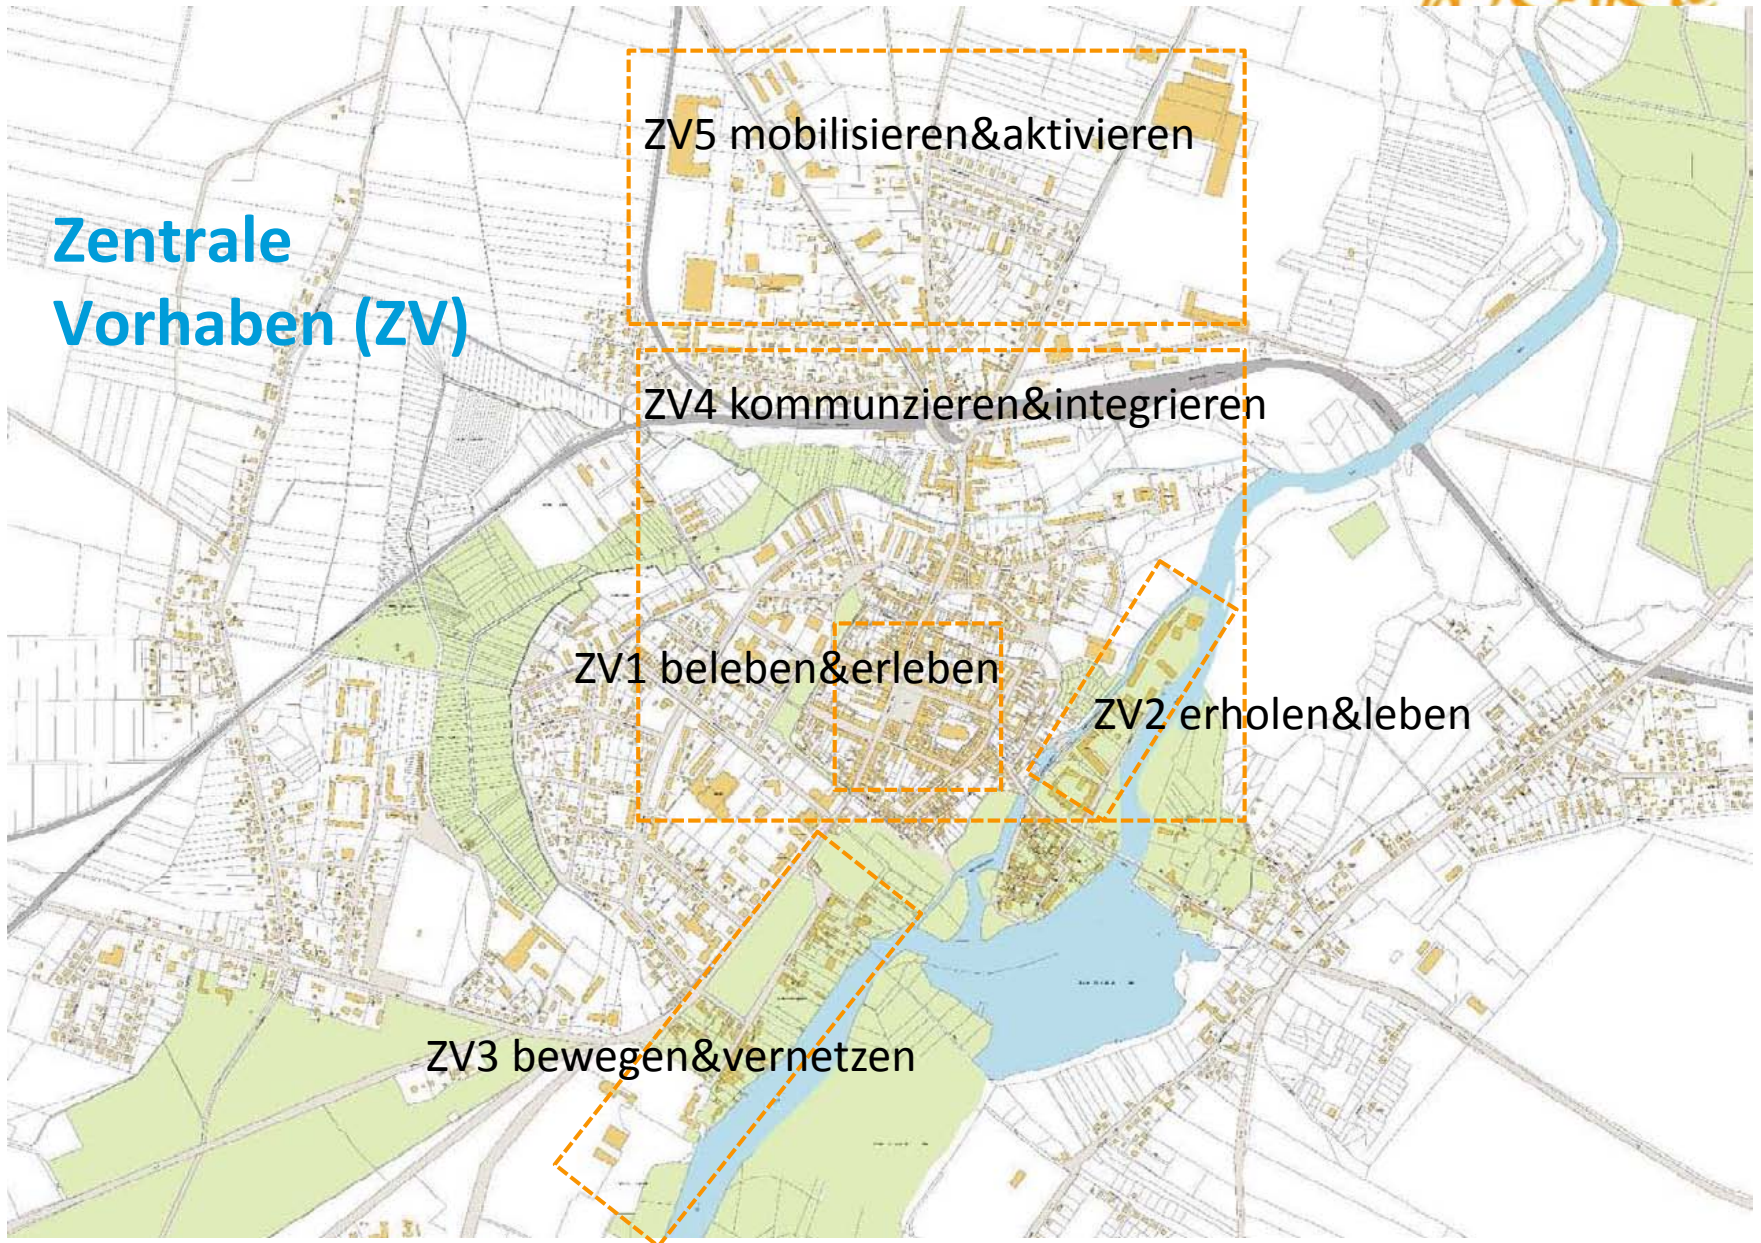 ZV5 mobilisieren&aktivieren
Zentrale
Vorhaben (ZV)
ZV4 kommunzieren&integrieren
ZV1 beleben&erleben
ZV2 erholen&leben
ZV3 bewegen&vernetzen